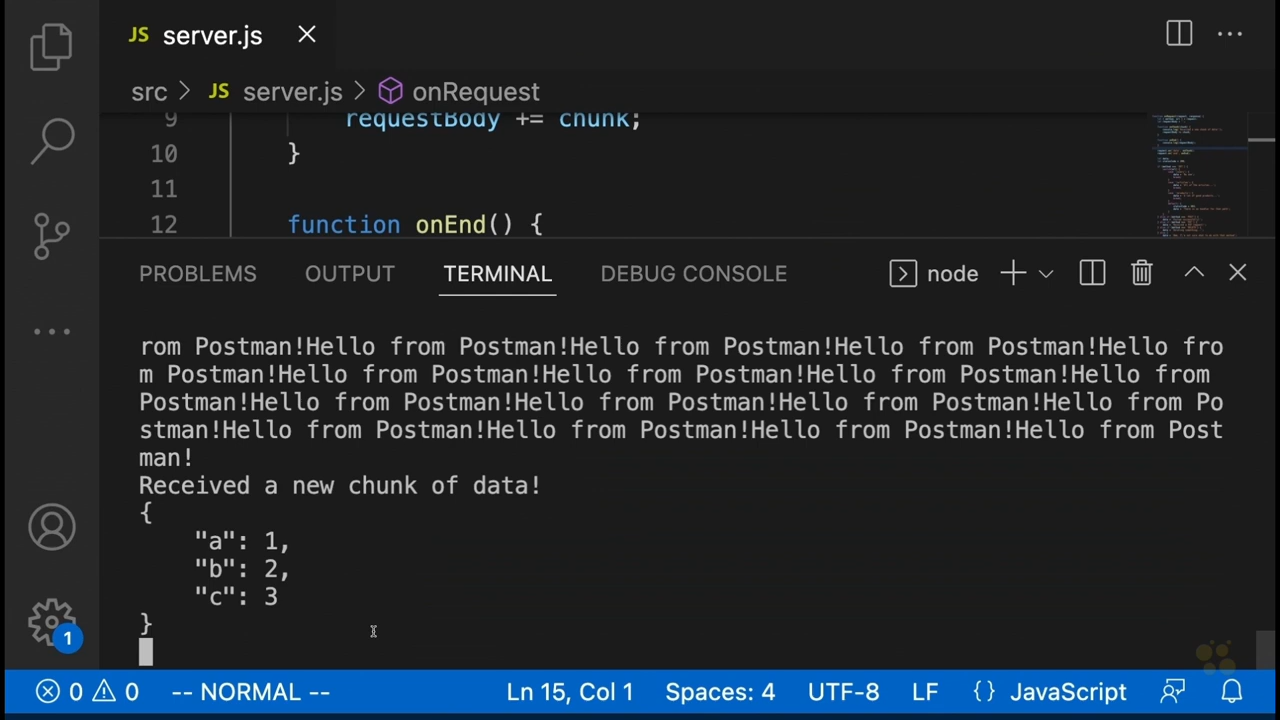 JS server.js
src > JS server.js > onRequest
9 requestBody += chunk;
10 }
11
12 function onEnd() {
PROBLEMS OUTPUT TERMINAL DEBUG CONSOLE node
rom Postman!Hello from Postman!Hello from Postman!Hello from Postman!Hello fro
m Postman!Hello from Postman!Hello from Postman!Hello from Postman!Hello from
Postman!Hello from Postman!Hello from Postman!Hello from Postman!Hello from Po
stman!Hello from Postman!Hello from Postman!Hello from Postman!Hello from Post
man!
Received a new chunk of data!
{
"a": 1,
"b": 2,
"c": 3
}
1
0 0 -- NORMAL -- Ln 15, Col 1 Spaces: 4 UTF-8 LF {} JavaScript